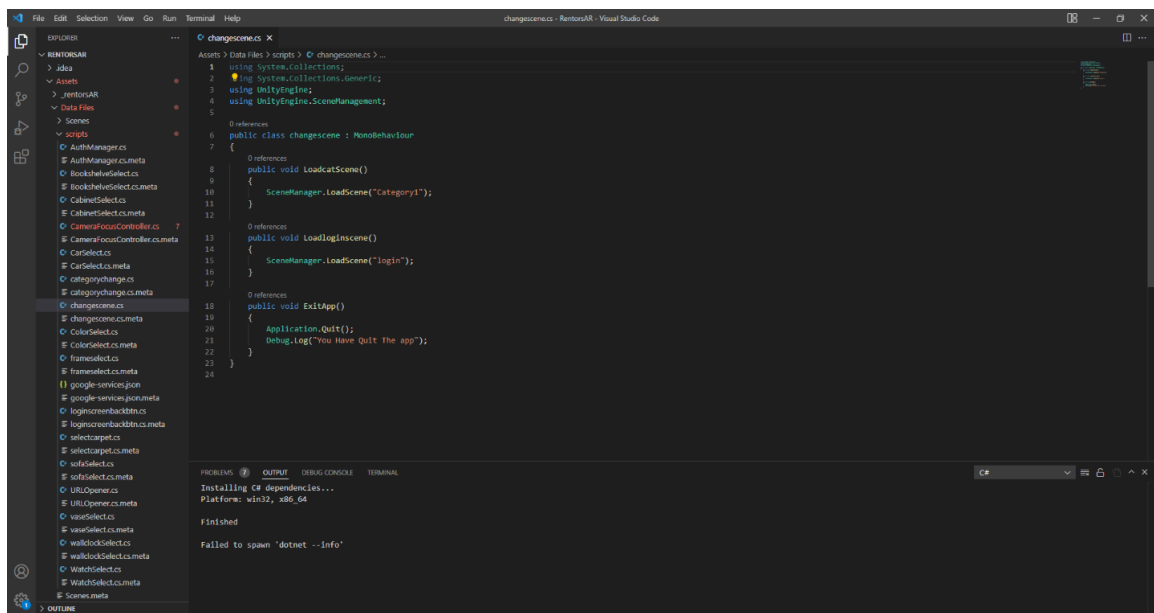 File Edit Selection View Go Run Terminal Help
changescene.cs - RentorsAR - Visual Studio Code
EXPLORER
RENTORSAR
.idea
Assets
_rentorsAR
Data Files
Scenes
scripts
AuthManager.cs
AuthManager.cs.meta
BookshelveSelect.cs
BookshelveSelect.cs.meta
CabinetSelect.cs
CabinetSelect.cs.meta
CameraFocusController.cs 7
CameraFocusController.cs.meta
CarSelect.cs
CarSelect.cs.meta
categorychange.cs
categorychange.cs.meta
changescene.cs
changescene.cs.meta
ColorSelect.cs
ColorSelect.cs.meta
frameselect.cs
frameselect.cs.meta
google-services.json
google-services.json.meta
loginscreenbackbtn.cs
loginscreenbackbtn.cs.meta
selectcarpet.cs
selectcarpet.cs.meta
sofaSelect.cs
sofaSelect.cs.meta
URLOpener.cs
URLOpener.cs.meta
vaseSelect.cs
vaseSelect.cs.meta
wallclockSelect.cs
wallclockSelect.cs.meta
WatchSelect.cs
WatchSelect.cs.meta
Scenes.meta
OUTLINE
changescene.cs
Assets > Data Files > scripts > changescene.cs > ...
1 using System.Collections;
2 ing System.Collections.Generic;
3 using UnityEngine;
4 using UnityEngine.SceneManagement;
5
0 references
6 public class changescene : MonoBehaviour
7 {
0 references
8 public void LoadcatScene()
9 {
10 SceneManager.LoadScene("Category1");
11 }
12
0 references
13 public void Loadloginscene()
14 {
15 SceneManager.LoadScene("login");
16 }
17
0 references
18 public void ExitApp()
19 {
20 Application.Quit();
21 Debug.Log("You Have Quit The app");
22 }
23 }
24
PROBLEMS 7 OUTPUT DEBUG CONSOLE TERMINAL
C#
Installing C# dependencies...
Platform: win32, x86_64
Finished
Failed to spawn 'dotnet --info'
1